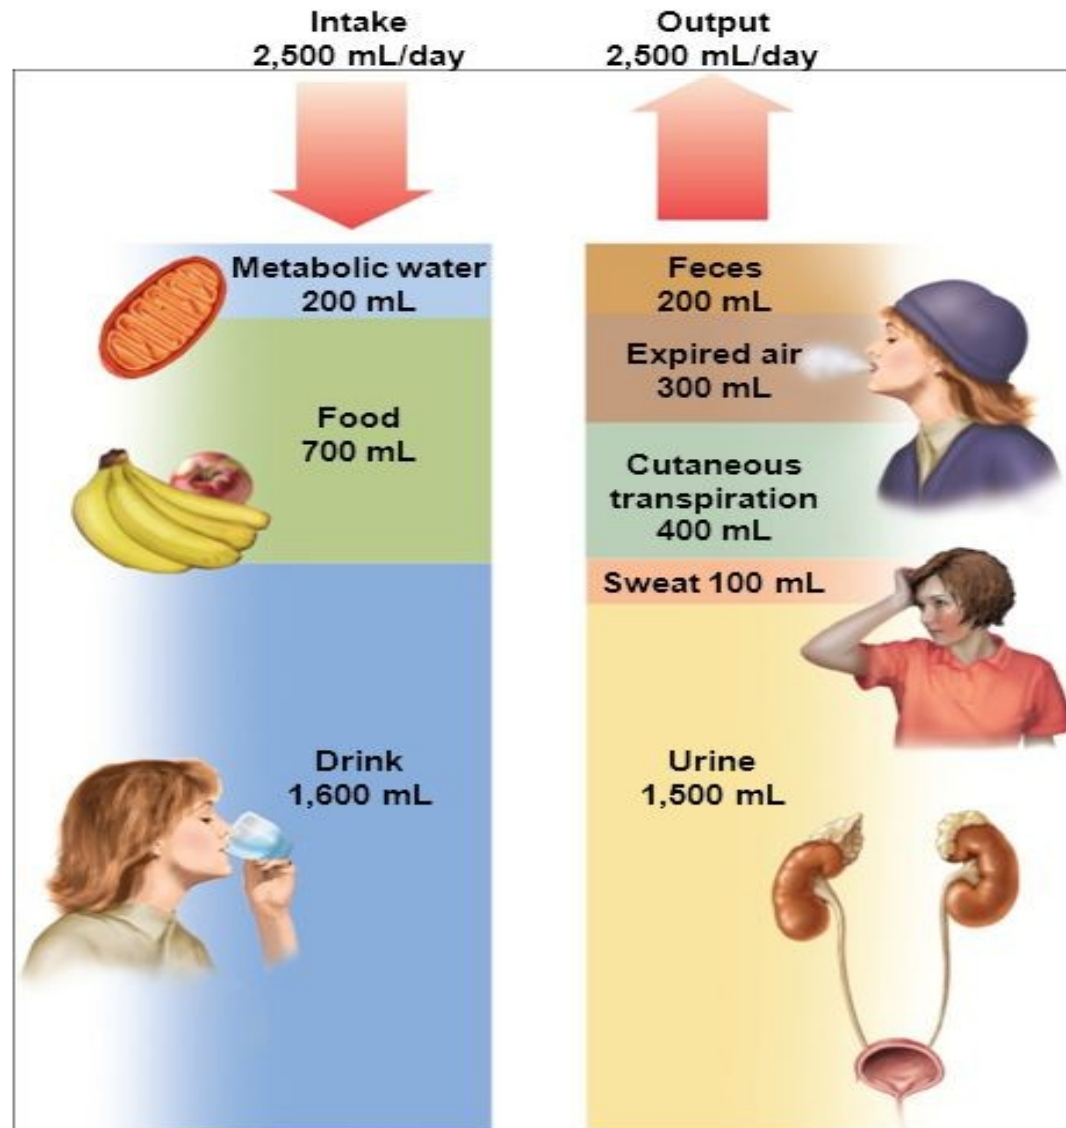 Intake
2,500 mL/day
Output
2,500 mL/day
Metabolic water
200 mL
Food
700 mL
Drink
1,600 mL
Feces
200 mL
Expired air
300 mL
Cutaneous
transpiration
400 mL
Sweat 100 mL
Urine
1,500 mL